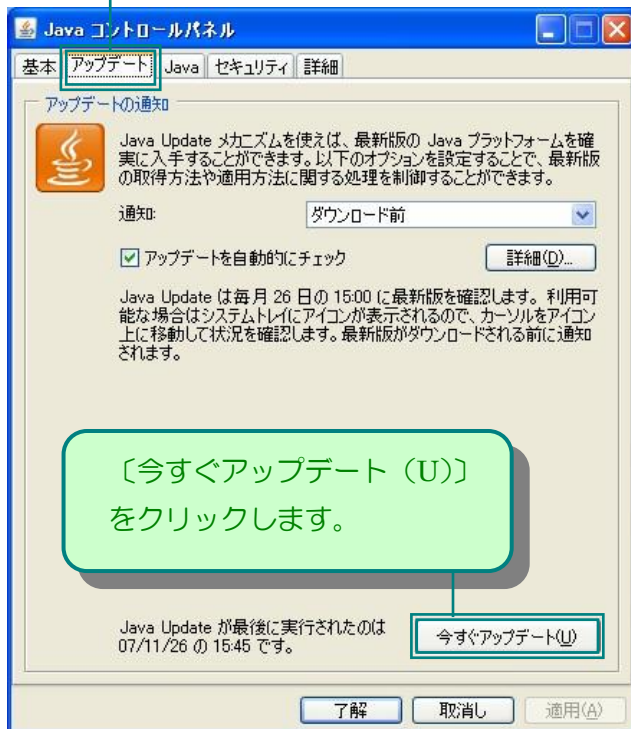 Java コントロールパネル
基本 アップデート Java セキュリティ 詳細
アップデートの通知
Java Update メカニズムを使えば、最新版の Java プラットフォームを確
実に入手することができます。以下のオプションを設定することで、最新版
の取得方法や適用方法に関する処理を制御することができます。
通知: ダウンロード前
アップデートを自動的にチェック 詳細(D)...
Java Update は毎月 26 日の 15:00 に最新版を確認します。利用可
能な場合はシステムトレイにアイコンが表示されるので、カーソルをアイコン
上に移動して状況を確認します。最新版がダウンロードされる前に通知
されます。
〔今すぐアップデート（U）〕
をクリックします。
Java Update が最後に実行されたのは
07/11/26 の 15:45 です。
今すぐアップデート(U)
了解 取消し 適用(A)